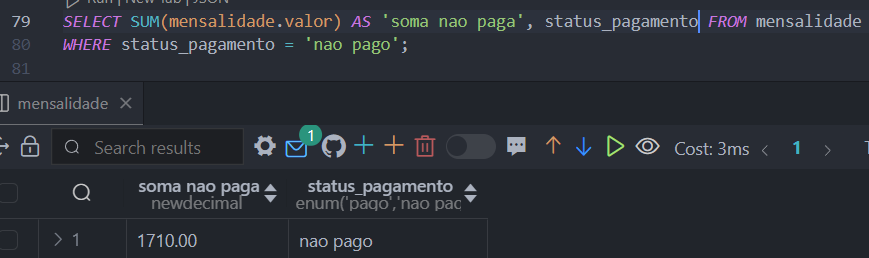 Run | New Tab | JSON
79 SELECT SUM(mensalidade.valor) AS 'soma nao paga', status_pagamento FROM mensalidade
80 WHERE status_pagamento = 'nao pago';
81
mensalidade
Search results 1 Cost: 3ms 1
soma nao paga status_pagamento
newdecimal enum('pago','nao pag
1 1710.00 nao pago